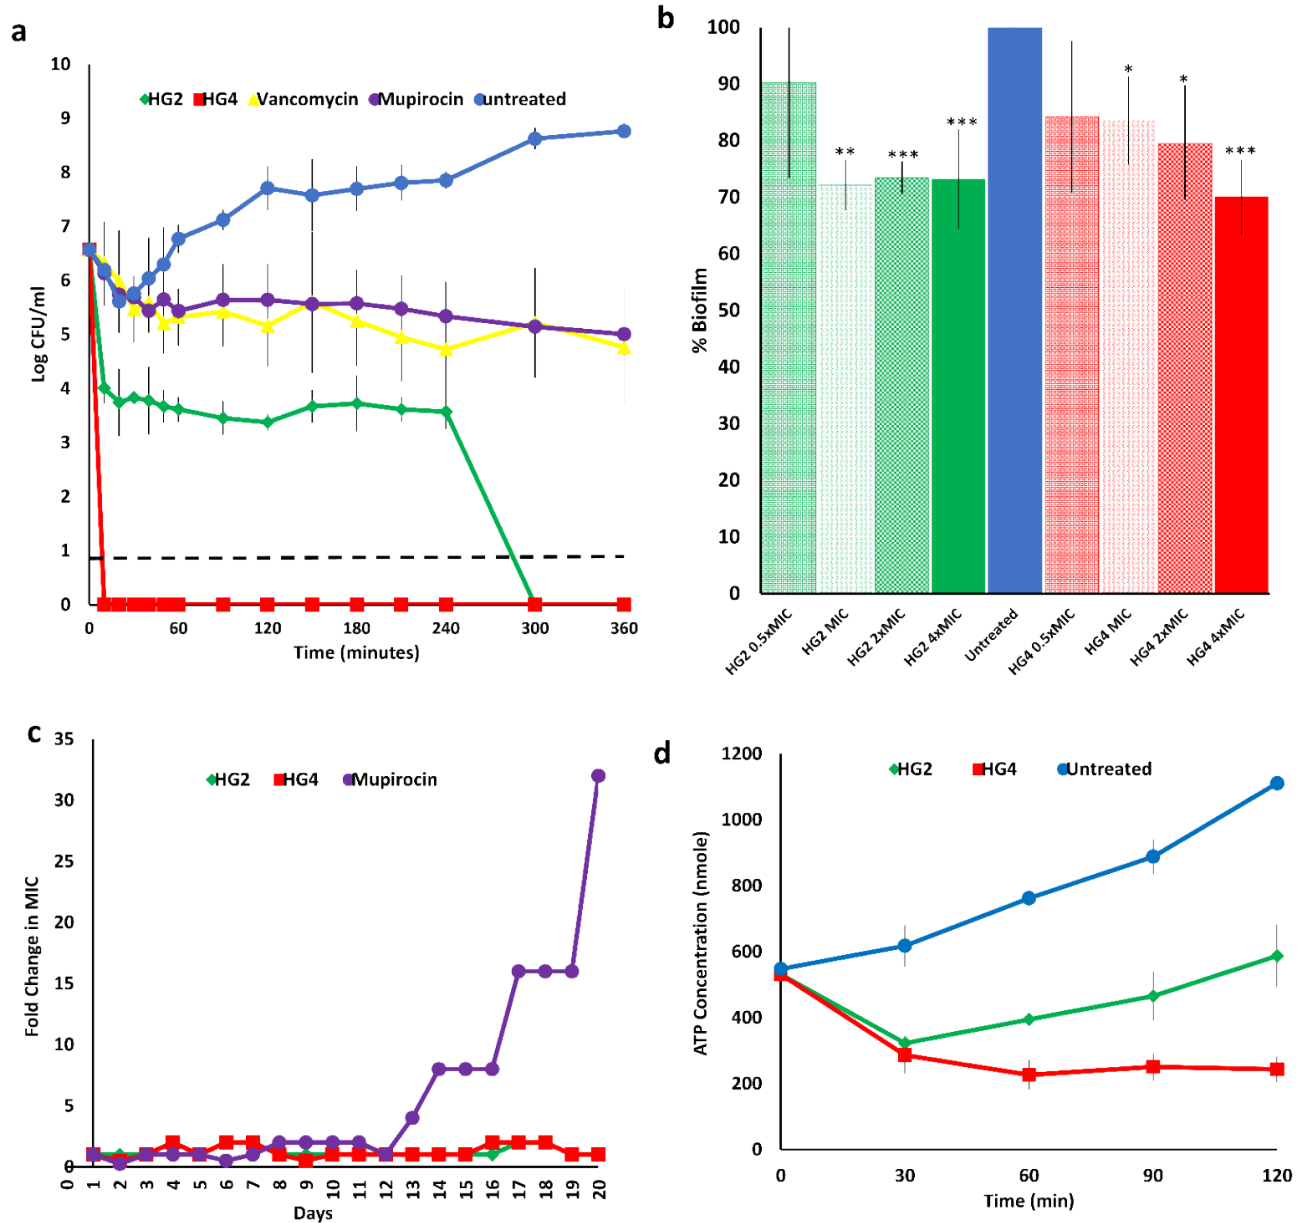 a
10
9
8
7
6
5
4
3
2
1
0
Log CFU/ml
HG2 HG4 Vancomycin Mupirocin untreated
0 60 120 180 240 300 360
Time (minutes)
b
100
90
80
70
60
50
40
30
20
10
0
% Biofilm
** *** *** * * ***
HG2 0.5xMIC
HG2 MIC
HG2 2xMIC
HG2 4xMIC
Untreated
HG4 0.5xMIC
HG4 MIC
HG4 2xMIC
HG4 4xMIC
c
35
30
25
20
15
10
5
0
Fold Change in MIC
HG2 HG4 Mupirocin
0 1 2 3 4 5 6 7 8 9 10 11 12 13 14 15 16 17 18 19 20
Days
d
1200
1000
800
600
400
200
0
ATP Concentration (nmole)
HG2 HG4 Untreated
0 30 60 90 120
Time (min)